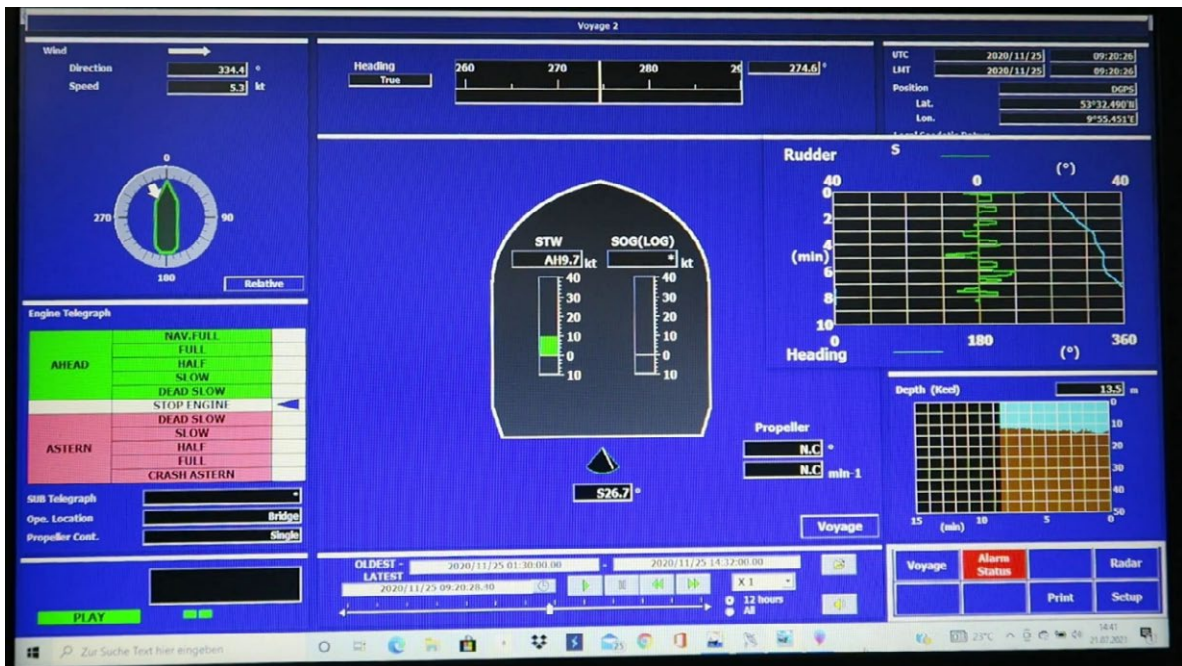 Voyage 2
Wind
Direction 334.4 °
Speed 5.3 kt
0
270 90
180
Relative
Heading
True
260 270 280 29 274.6 °
UTC 2020/11/25 09:20:26
LMT 2020/11/25 09:20:26
Position DGPS
Lat. 53°32.490'N
Lon. 9°55.451'E
Rudder S (°)
40 0 40
0
2
4
(min)
6
8
10
0 180 360
Heading (°)
STW SOG(LOG)
AH9.7 kt * kt
40 40
30 30
20 20
10 10
0 0
10 10
Engine Telegraph
AHEAD
NAV.FULL
FULL
HALF
SLOW
DEAD SLOW
STOP ENGINE
ASTERN
DEAD SLOW
SLOW
HALF
FULL
CRASH ASTERN
SUB Telegraph *
Ope. Location Bridge
Propeller Cont. Single
Propeller
N.C °
N.C min-1
S26.7 °
Voyage
Depth (Keel) 13.5 m
0
10
20
30
40
50
15 (min) 10 5 0
OLDEST - 2020/11/25 01:30:00.00 - 2020/11/25 14:32:00.00
LATEST
2020/11/25 09:20:28.40
X 1
12 hours
All
PLAY
Voyage Alarm Status Radar
Print Setup
Zur Suche Text hier eingeben
25
23°C
14:41
21.07.2021